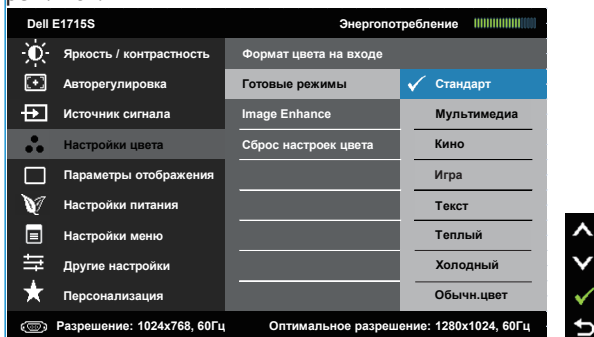 Dell E1715S Энергопотребление
Яркость / контрастность Формат цвета на входе
Авторегулировка Готовые режимы Стандарт
Источник сигнала Image Enhance Мультимедиа
Настройки цвета Сброс настроек цвета Кино
Параметры отображения Игра
Настройки питания Текст
Настройки меню Теплый
Другие настройки Холодный
Персонализация Обычн.цвет
Разрешение: 1024x768, 60Гц Оптимальное разрешение: 1280x1024, 60Гц